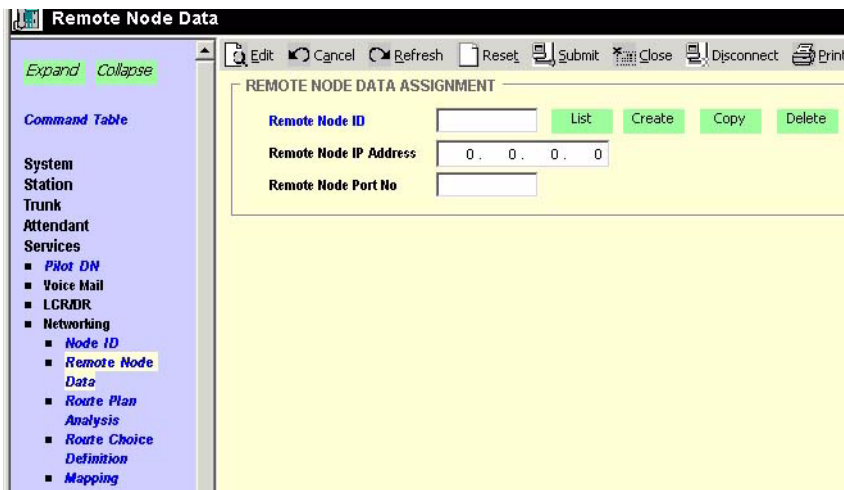 Remote Node Data
Expand Collapse
Command Table
System
Station
Trunk
Attendant
Services
Pilot DN
Voice Mail
LCR/DR
Networking
Node ID
Remote Node
Data
Route Plan
Analysis
Route Choice
Definition
Mapping
Edit Cancel Refresh Reset Submit Close Disconnect Print
REMOTE NODE DATA ASSIGNMENT
Remote Node ID List Create Copy Delete
Remote Node IP Address 0. 0. 0. 0
Remote Node Port No